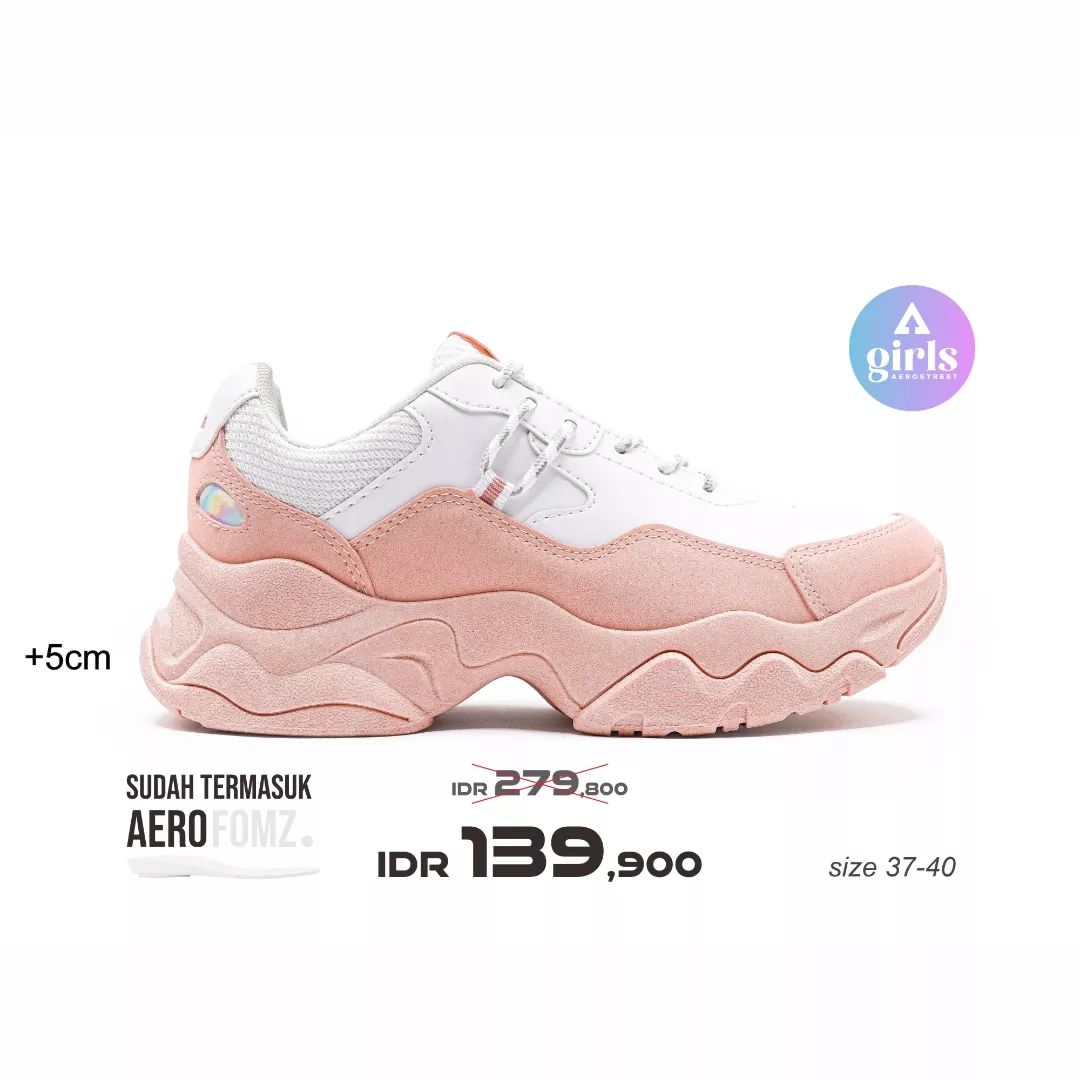 girls
AEROSTREET
+5cm
SUDAH TERMASUK
AEROFOMZ.
IDR 279,800
IDR 139,900
size 37-40